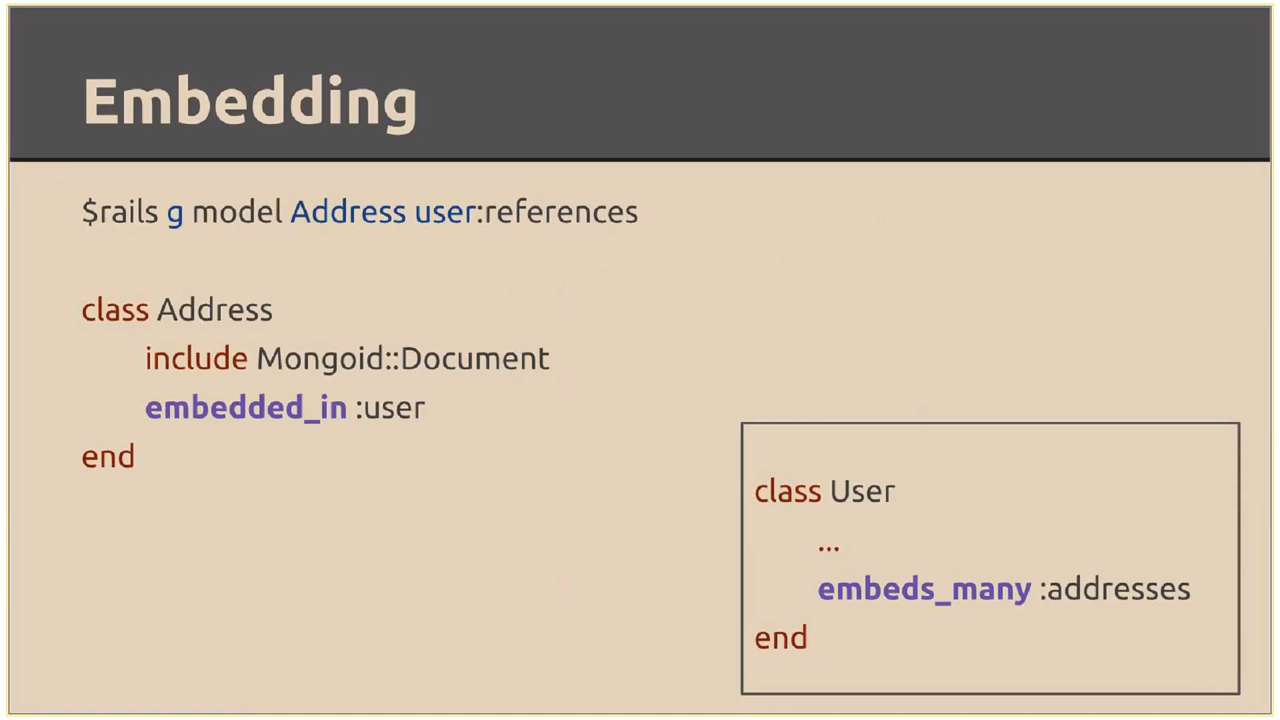 Embedding
$rails g model Address user:references
class Address
include Mongoid::Document
embedded_in :user
end
class User
...
embeds_many :addresses
end